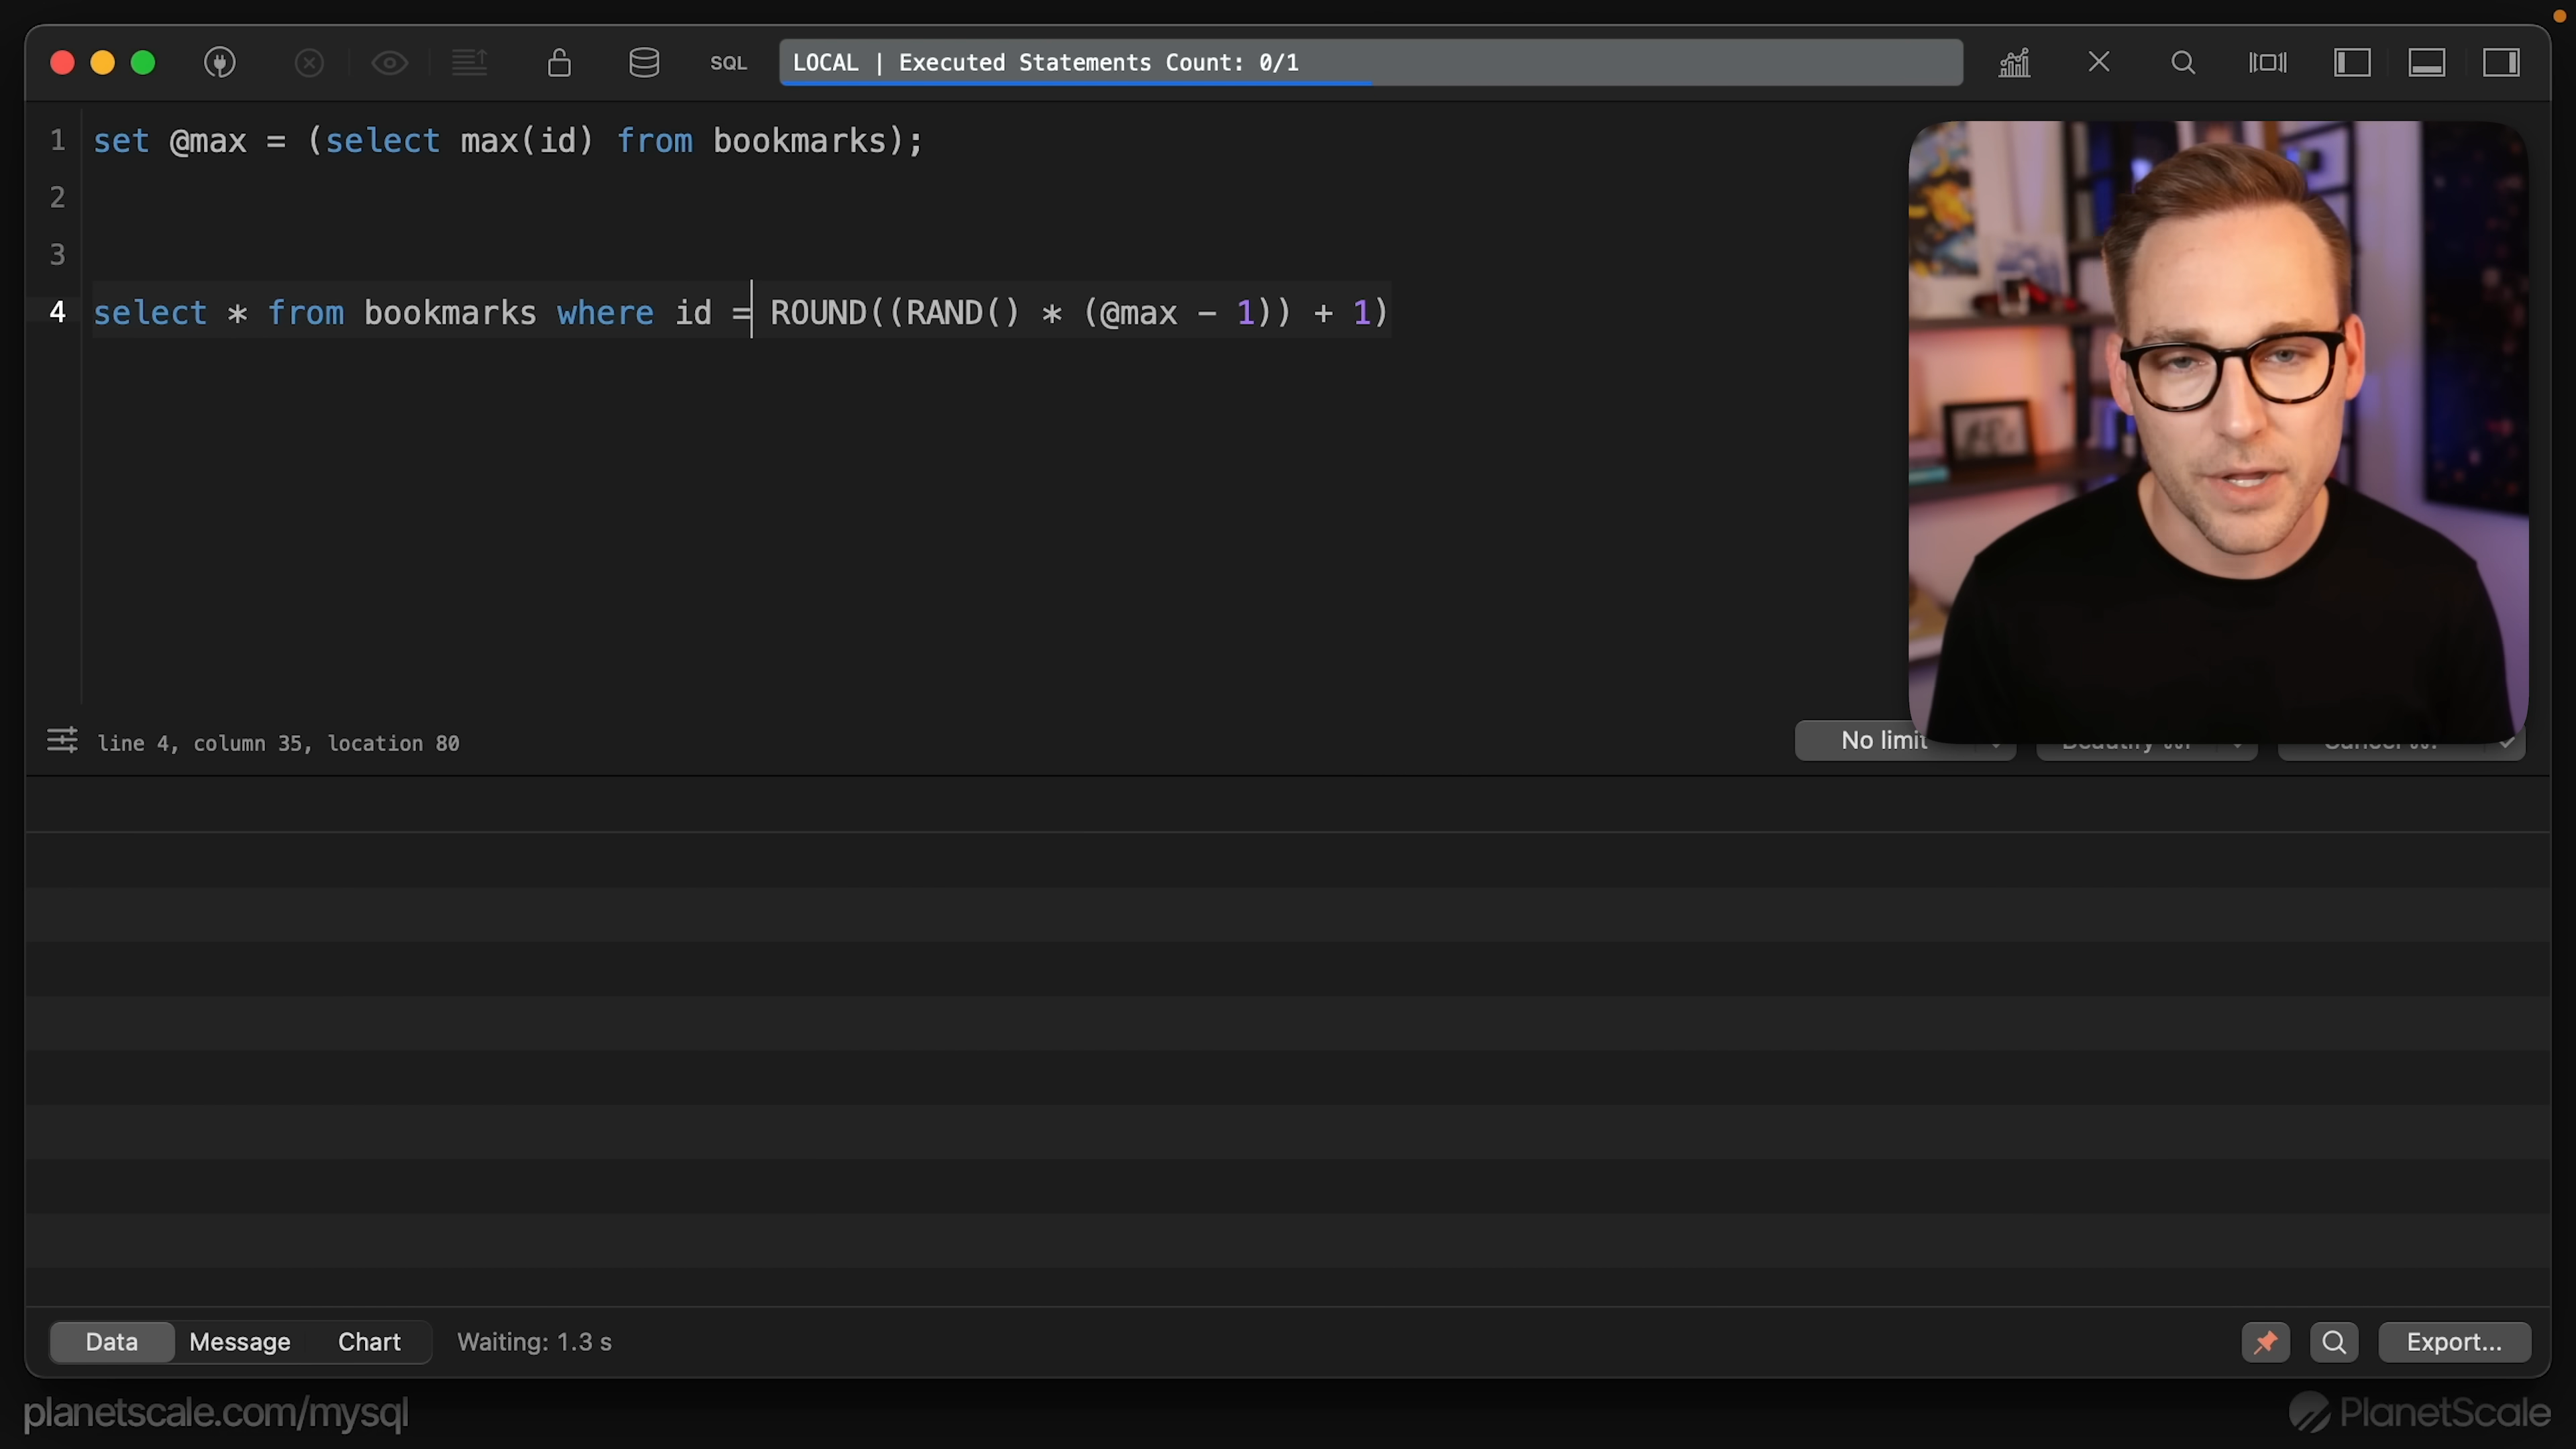 SQL
LOCAL | Executed Statements Count: 0/1
1 set @max = (select max(id) from bookmarks);
2
3
4 select * from bookmarks where id = ROUND((RAND() * (@max - 1)) + 1)
line 4, column 35, location 80
No limit
Data Message Chart Waiting: 1.3 s
Export...
planetscale.com/mysql
PlanetScale